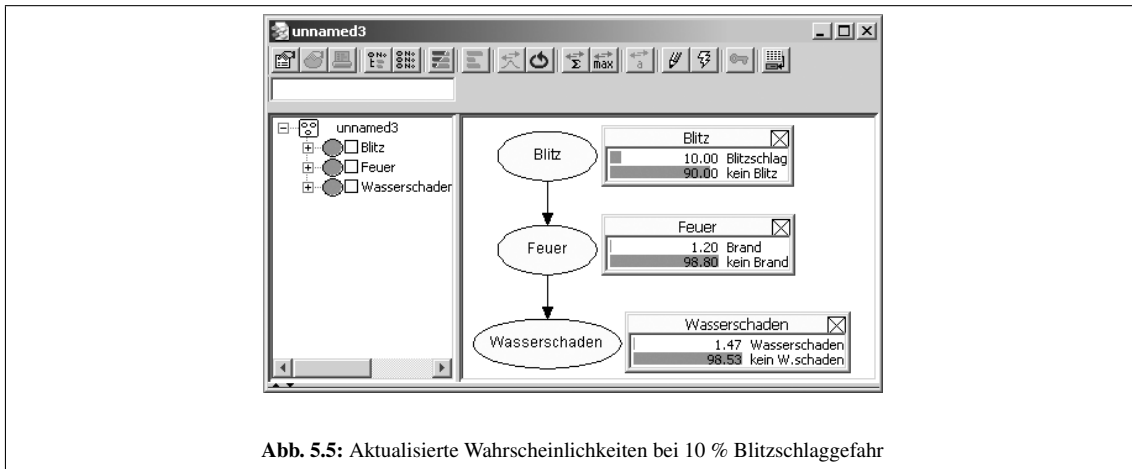 unnamed3
Σ max a
unnamed3
Blitz
Feuer
Wasserschaden
Blitz
Blitz
10.00 Blitzschlag
90.00 kein Blitz
Feuer
Feuer
1.20 Brand
98.80 kein Brand
Wasserschaden
Wasserschaden
1.47 Wasserschaden
98.53 kein W.schaden
Abb. 5.5: Aktualisierte Wahrscheinlichkeiten bei 10 % Blitzschlaggefahr